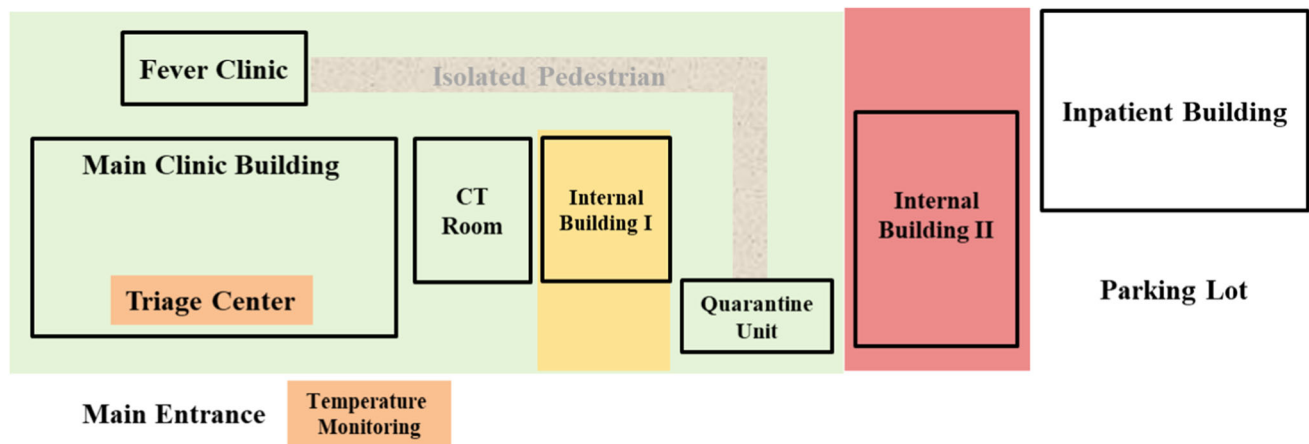 Fever Clinic
Isolated Pedestrian
Inpatient Building
Main Clinic Building
CT
Room
Internal
Building I
Internal
Building II
Triage Center
Quarantine
Unit
Parking Lot
Main Entrance
Temperature
Monitoring